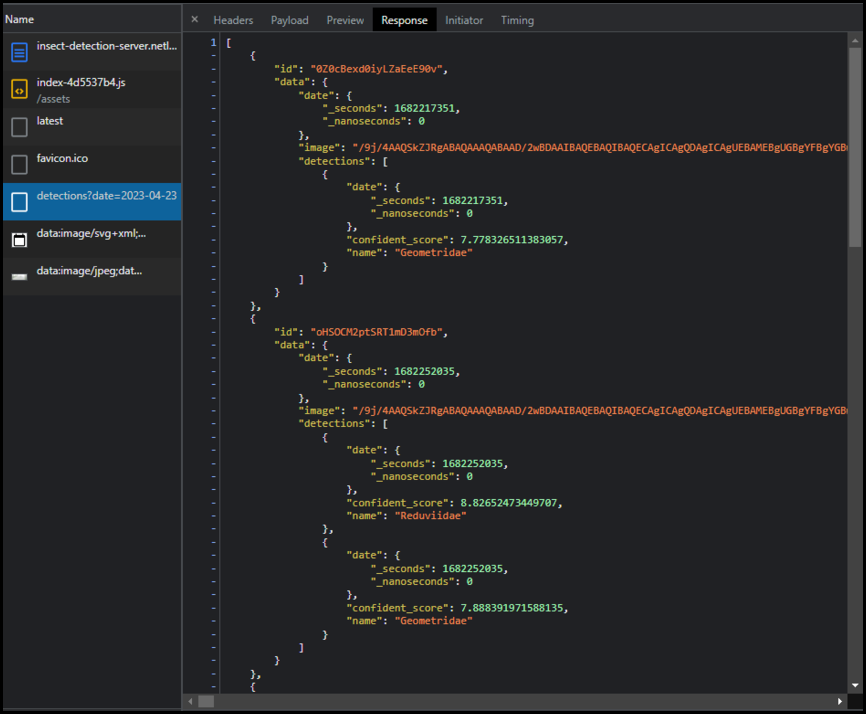 Name
insect-detection-server.netl...
index-4d5537b4.js
/assets
latest
favicon.ico
detections?date=2023-04-23
data:image/svg+xml;...
data:image/jpeg;dat...
× Headers Payload Preview Response Initiator Timing
1 [
- {
- "id": "0Z0cBexd0iyLZaEeE90v",
- "data": {
- "date": {
- "_seconds": 1682217351,
- "_nanoseconds": 0
- },
- "image": "/9j/4AAQSkZJRgABAQAAAQABAAD/2wBDAAIBAQEBAQIBAQECAgICAgQDAgICAgUEBAMEBgUGBgYFBgYGB
- "detections": [
- {
- "date": {
- "_seconds": 1682217351,
- "_nanoseconds": 0
- },
- "confident_score": 7.778326511383057,
- "name": "Geometridae"
- }
- ]
- }
- },
- {
- "id": "oHSOCM2ptSRT1mD3mOfb",
- "data": {
- "date": {
- "_seconds": 1682252035,
- "_nanoseconds": 0
- },
- "image": "/9j/4AAQSkZJRgABAQAAAQABAAD/2wBDAAIBAQEBAQIBAQECAgICAgQDAgICAgUEBAMEBgUGBgYFBgYGB
- "detections": [
- {
- "date": {
- "_seconds": 1682252035,
- "_nanoseconds": 0
- },
- "confident_score": 8.82652473449707,
- "name": "Reduviidae"
- },
- {
- "date": {
- "_seconds": 1682252035,
- "_nanoseconds": 0
- },
- "confident_score": 7.888391971588135,
- "name": "Geometridae"
- }
- ]
- }
- },
- {